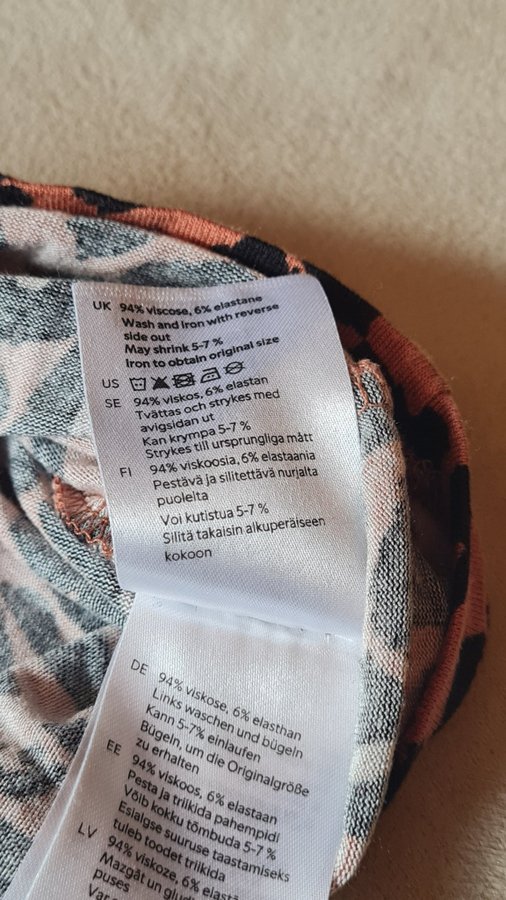 UK 94% viscose, 6% elastane
Wash and iron with reverse
side out
May shrink 5-7 %
Iron to obtain original size
US
SE 94% viskos, 6% elastan
Tvättas och strykes med
avigsidan ut
Kan krympa 5-7 %
Strykes till ursprungliga mått
FI 94% viskoosia, 6% elastaania
Pestävä ja silitettävä nurjalta
puolelta
Voi kutistua 5-7 %
Silitä takaisin alkuperäiseen
kokoon
DE 94% viskose, 6% elasthan
Links waschen und bügeln
Kann 5-7% einlaufen
Bügeln, um die Originalgröße
zu erhalten
EE 94% viskoos, 6% elastaan
Pesta ja triikida pahempidi
Võib kokku tõmbuda 5-7 %
Esialgse suuruse taastamiseks
tuleb toodet triikida
LV 94% viskoze, 6% elast
Mazgāt un glud
puses